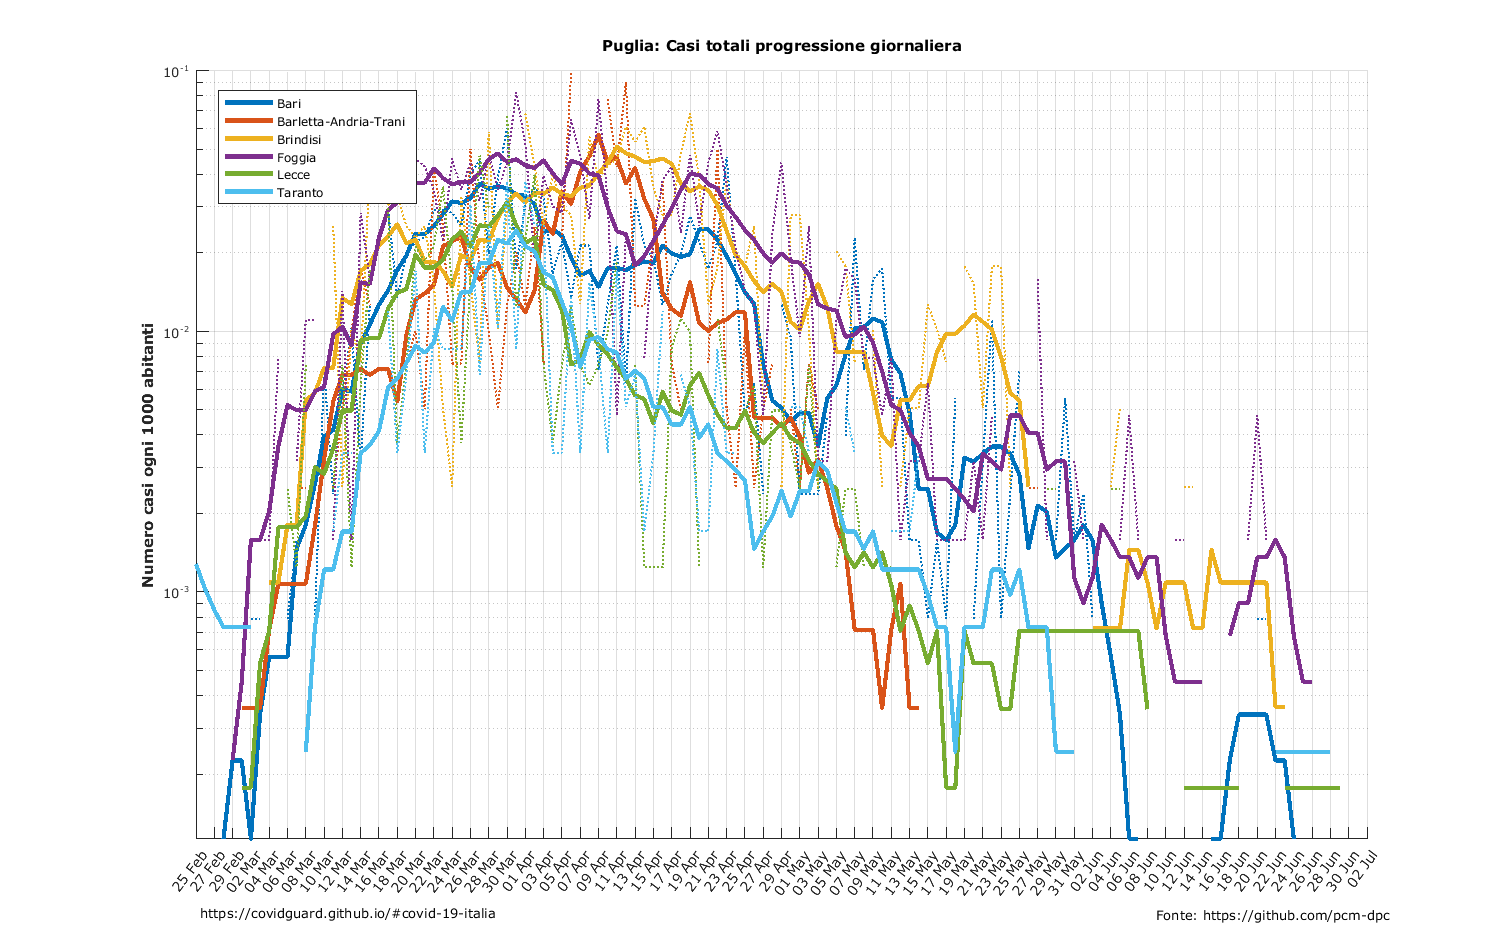 Puglia: Casi totali progressione giornaliera
Numero casi ogni 1000 abitanti
10⁻¹
10⁻²
10⁻³
Bari
Barletta-Andria-Trani
Brindisi
Foggia
Lecce
Taranto
25 Feb
27 Feb
29 Feb
02 Mar
04 Mar
06 Mar
08 Mar
10 Mar
12 Mar
14 Mar
16 Mar
18 Mar
20 Mar
22 Mar
24 Mar
26 Mar
28 Mar
30 Mar
01 Apr
03 Apr
05 Apr
07 Apr
09 Apr
11 Apr
13 Apr
15 Apr
17 Apr
19 Apr
21 Apr
23 Apr
25 Apr
27 Apr
29 Apr
01 May
03 May
05 May
07 May
09 May
11 May
13 May
15 May
17 May
19 May
21 May
23 May
25 May
27 May
29 May
31 May
02 Jun
04 Jun
06 Jun
08 Jun
10 Jun
12 Jun
14 Jun
16 Jun
18 Jun
20 Jun
22 Jun
24 Jun
26 Jun
28 Jun
30 Jun
02 Jul
https://covidguard.github.io/#covid-19-italia
Fonte: https://github.com/pcm-dpc